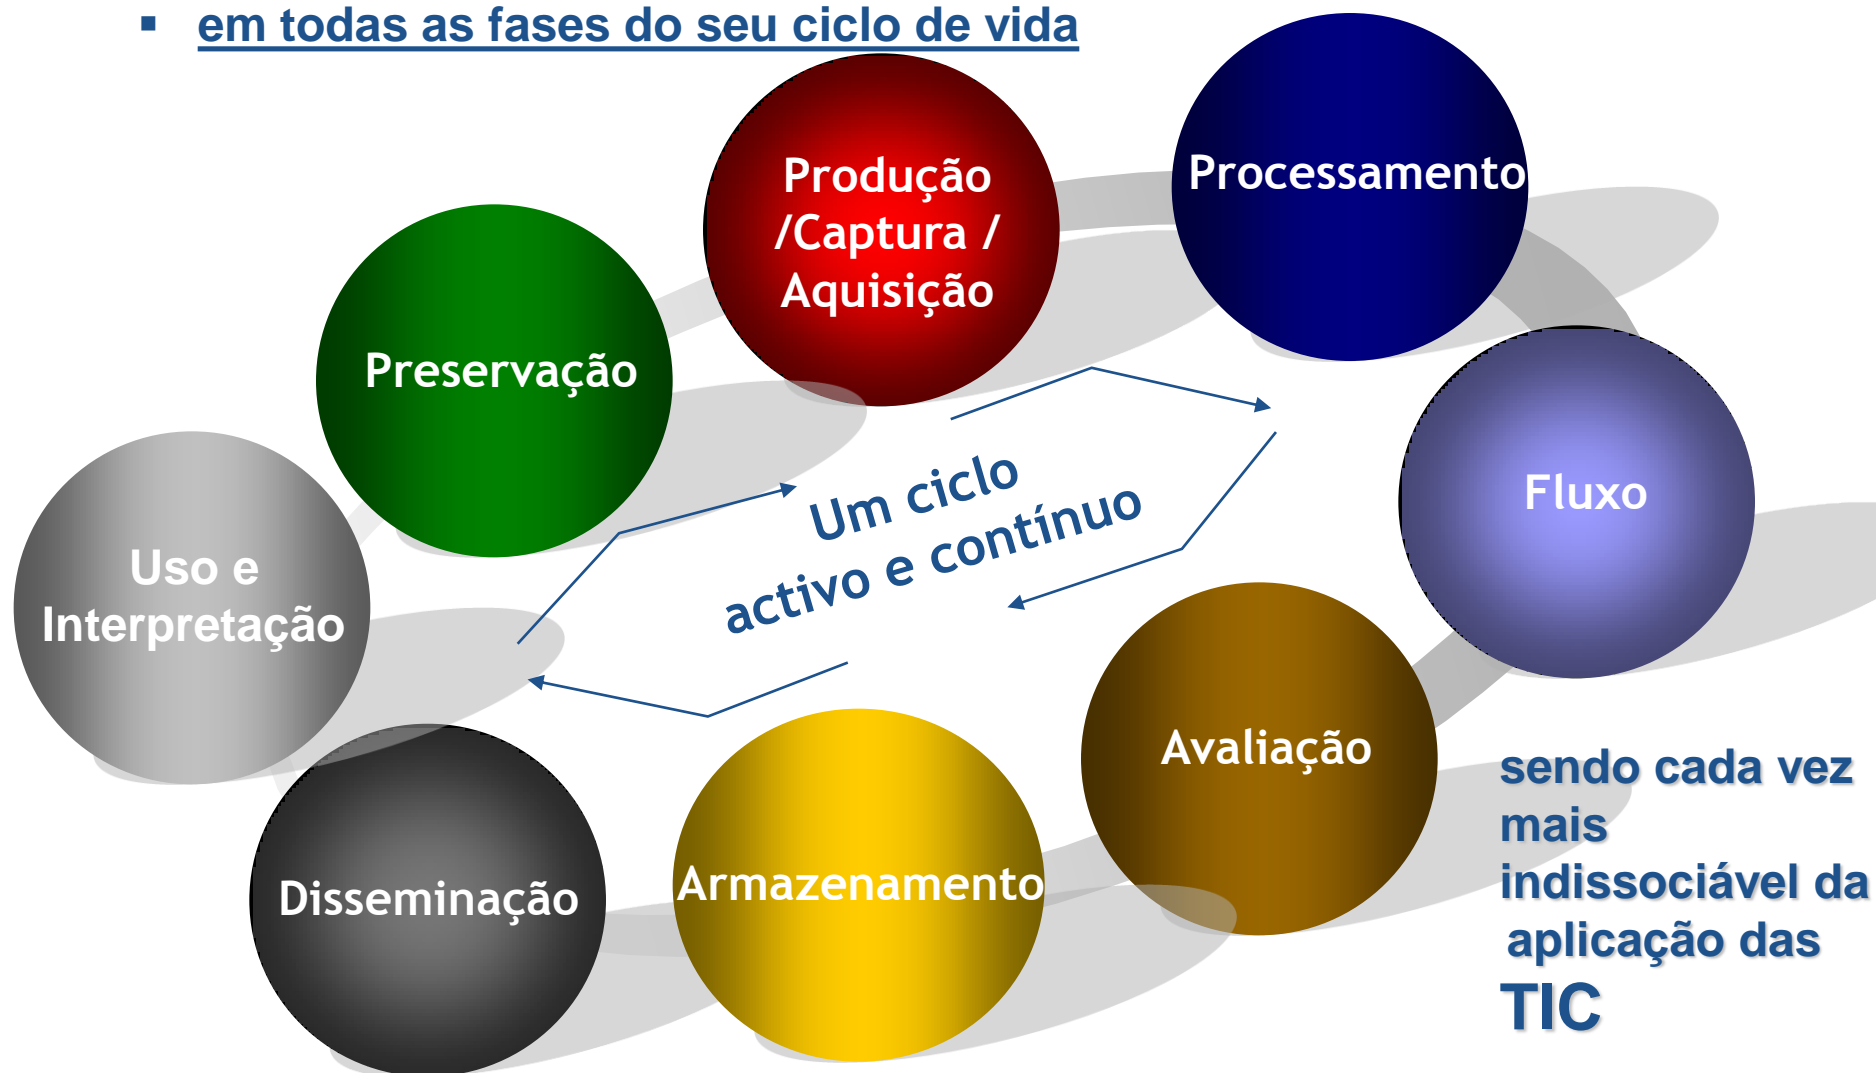 ▪ em todas as fases do seu ciclo de vida
Produção
/Captura /
Aquisição
Processamento
Preservação
Fluxo
Um ciclo
activo e contínuo
Uso e
Interpretação
Avaliação
Armazenamento
Disseminação
sendo cada vez
mais
indissociável da
aplicação das
TIC